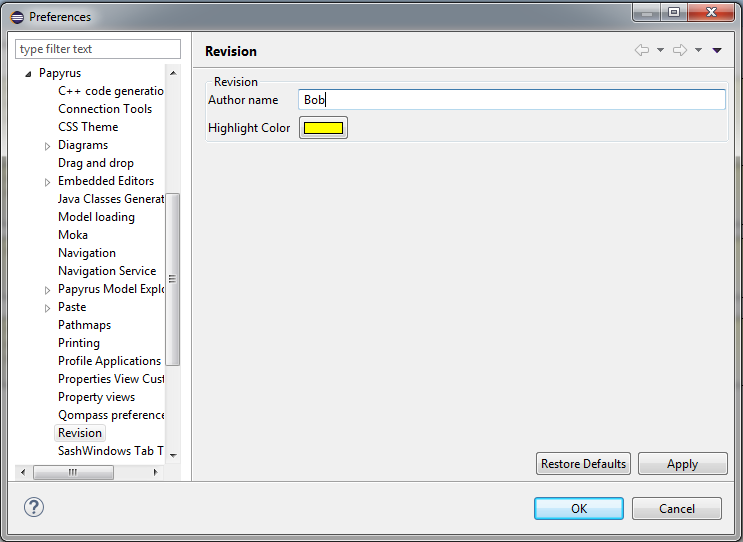 Preferences
type filter text
Papyrus
C++ code generatio
Connection Tools
CSS Theme
Diagrams
Drag and drop
Embedded Editors
Java Classes Generat
Model loading
Moka
Navigation
Navigation Service
Papyrus Model Explo
Paste
Pathmaps
Printing
Profile Applications
Properties View Cust
Property views
Qompass preference
Revision
SashWindows Tab T
Revision
Revision
Author name Bob
Highlight Color
Restore Defaults Apply
OK Cancel